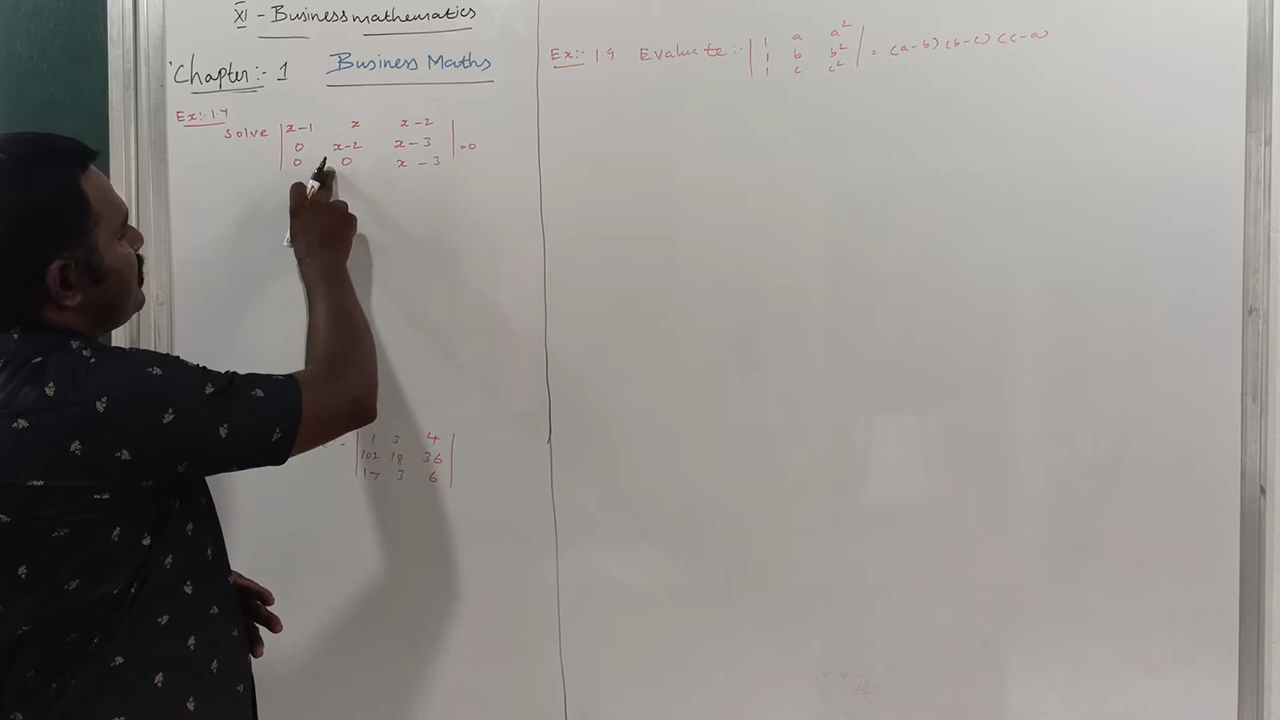 XI - Business mathematics
Chapter:- 1 Business Maths
Ex:- 1.7
Solve | x-1 x x-2 |
| 0 x-2 x-3 | = 0
| 0 0 x-3 |
| 1 3 4 |
| 102 18 36 |
| 17 3 6 |
Ex:- 1.9 Evaluate:- | 1 a a² | = (a-b) (b-c) (c-a)
| 1 b b² |
| 1 c c² |